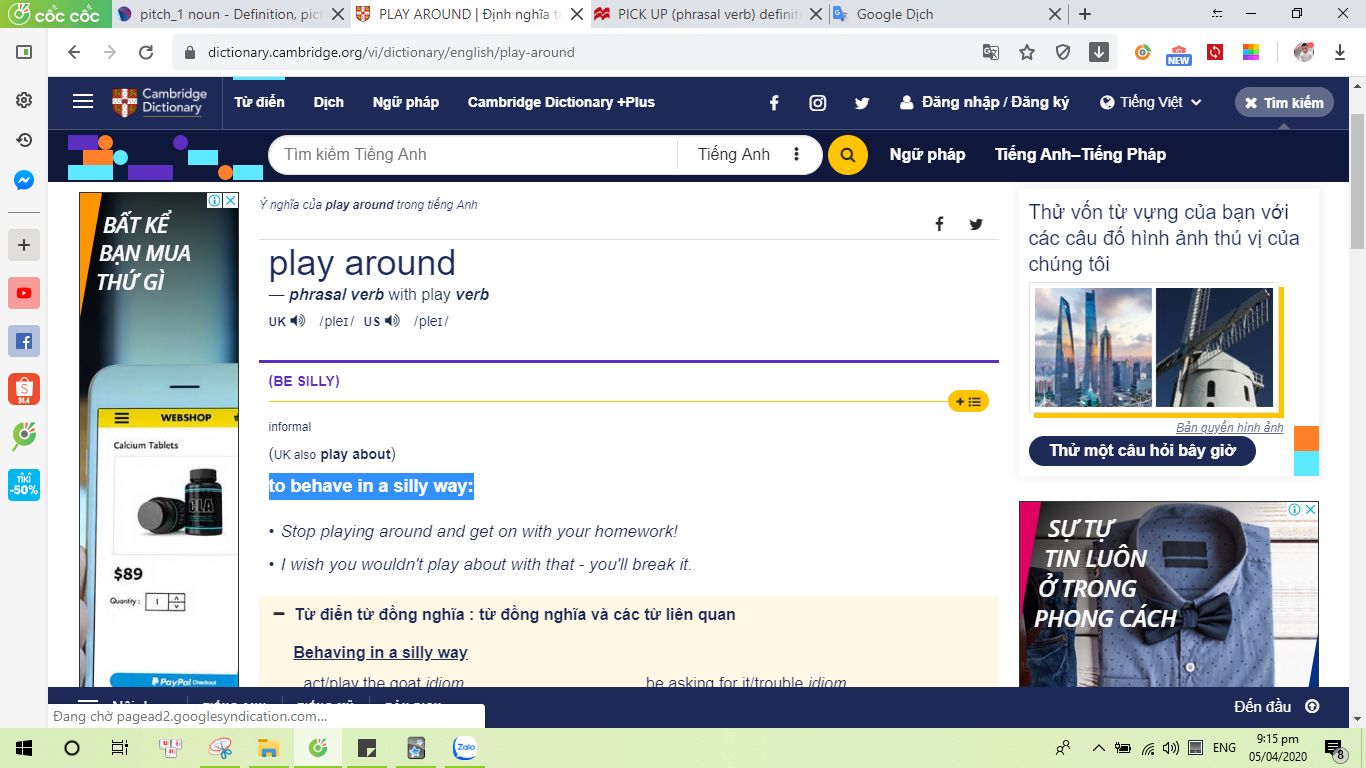 cốc cốc
pitch_1 noun - Definition, pict
PLAY AROUND | Định nghĩa t
PICK UP (phrasal verb) definit
Google Dịch
dictionary.cambridge.org/vi/dictionary/english/play-around
NEW
Cambridge
Dictionary
Từ điển
Dịch
Ngữ pháp
Cambridge Dictionary +Plus
Đăng nhập / Đăng ký
Tiếng Việt
Tìm kiếm
Tìm kiếm Tiếng Anh
Tiếng Anh
Ngữ pháp
Tiếng Anh–Tiếng Pháp
BẤT KỂ
BẠN MUA
THỨ GÌ
WEBSHOP
Calcium Tablets
CLA
$89
Quantity :
1
PayPal Checkout
Ý nghĩa của play around trong tiếng Anh
play around
— phrasal verb with play verb
UK /pleɪ/ US /pleɪ/
(BE SILLY)
informal
(UK also play about)
to behave in a silly way:
• Stop playing around and get on with your homework!
• I wish you wouldn't play about with that - you'll break it.
Từ điển từ đồng nghĩa : từ đồng nghĩa và các từ liên quan
Behaving in a silly way
act/play the goat idiom
be asking for it/trouble idiom
Thử vốn từ vựng của bạn với
các câu đố hình ảnh thú vị của
chúng tôi
Bản quyền hình ảnh
Thử một câu hỏi bây giờ
SỰ TỰ
TIN LUÔN
Ở TRONG
PHONG CÁCH
24.4
TIKI
-50%
Đến đầu
Đang chờ pagead2.googlesyndication.com...
Zalo
ENG
9:15 pm
05/04/2020
8